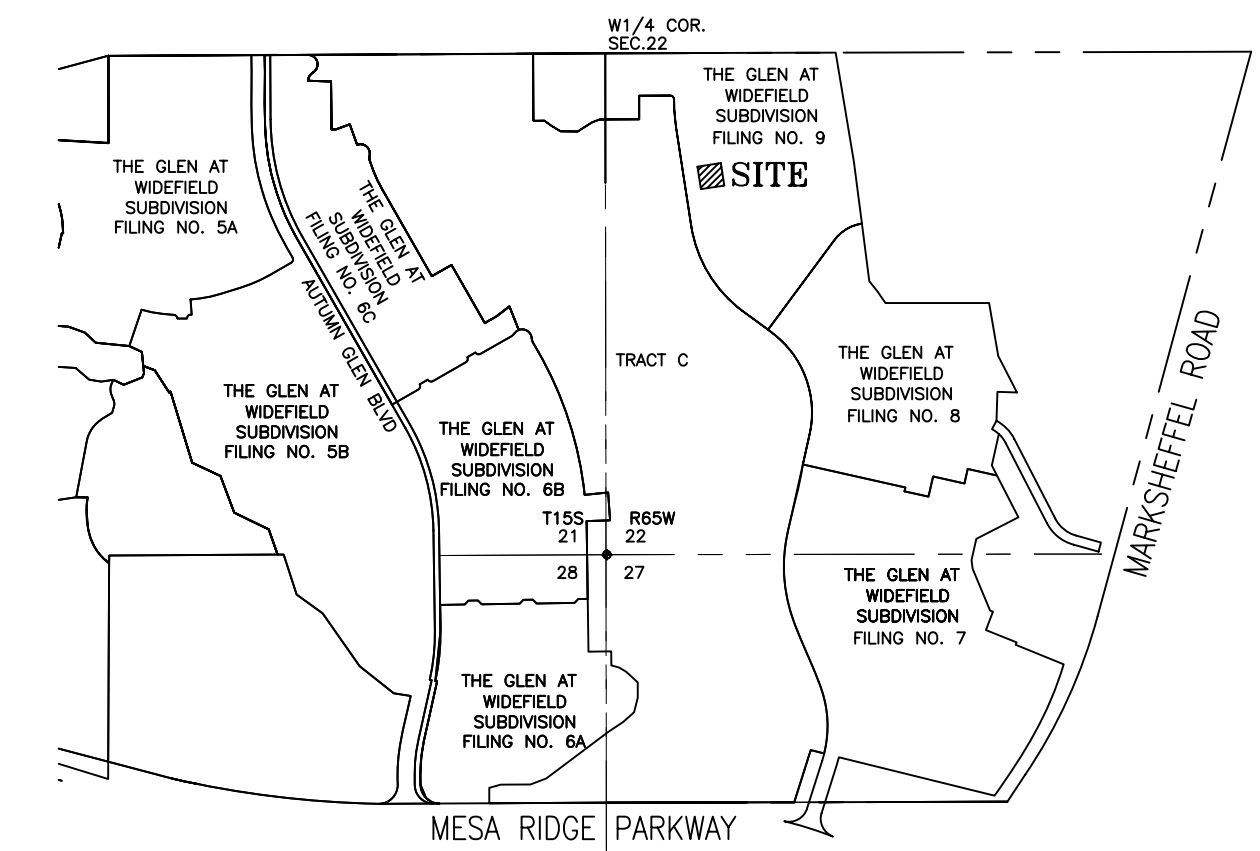 W1/4 COR.
SEC.22
THE GLEN AT
WIDEFIELD
SUBDIVISION
FILING NO. 9
SITE
THE GLEN AT
WIDEFIELD
SUBDIVISION
FILING NO. 5A
THE GLEN AT
WIDEFIELD
SUBDIVISION
FILING NO. 6C
AUTUMN GLEN BLVD
TRACT C
THE GLEN AT
WIDEFIELD
SUBDIVISION
FILING NO. 8
MARKSHEFFEL ROAD
THE GLEN AT
WIDEFIELD
SUBDIVISION
FILING NO. 5B
THE GLEN AT
WIDEFIELD
SUBDIVISION
FILING NO. 6B
T15S R65W
21 22
28 27
THE GLEN AT
WIDEFIELD
SUBDIVISION
FILING NO. 7
THE GLEN AT
WIDEFIELD
SUBDIVISION
FILING NO. 6A
MESA RIDGE PARKWAY